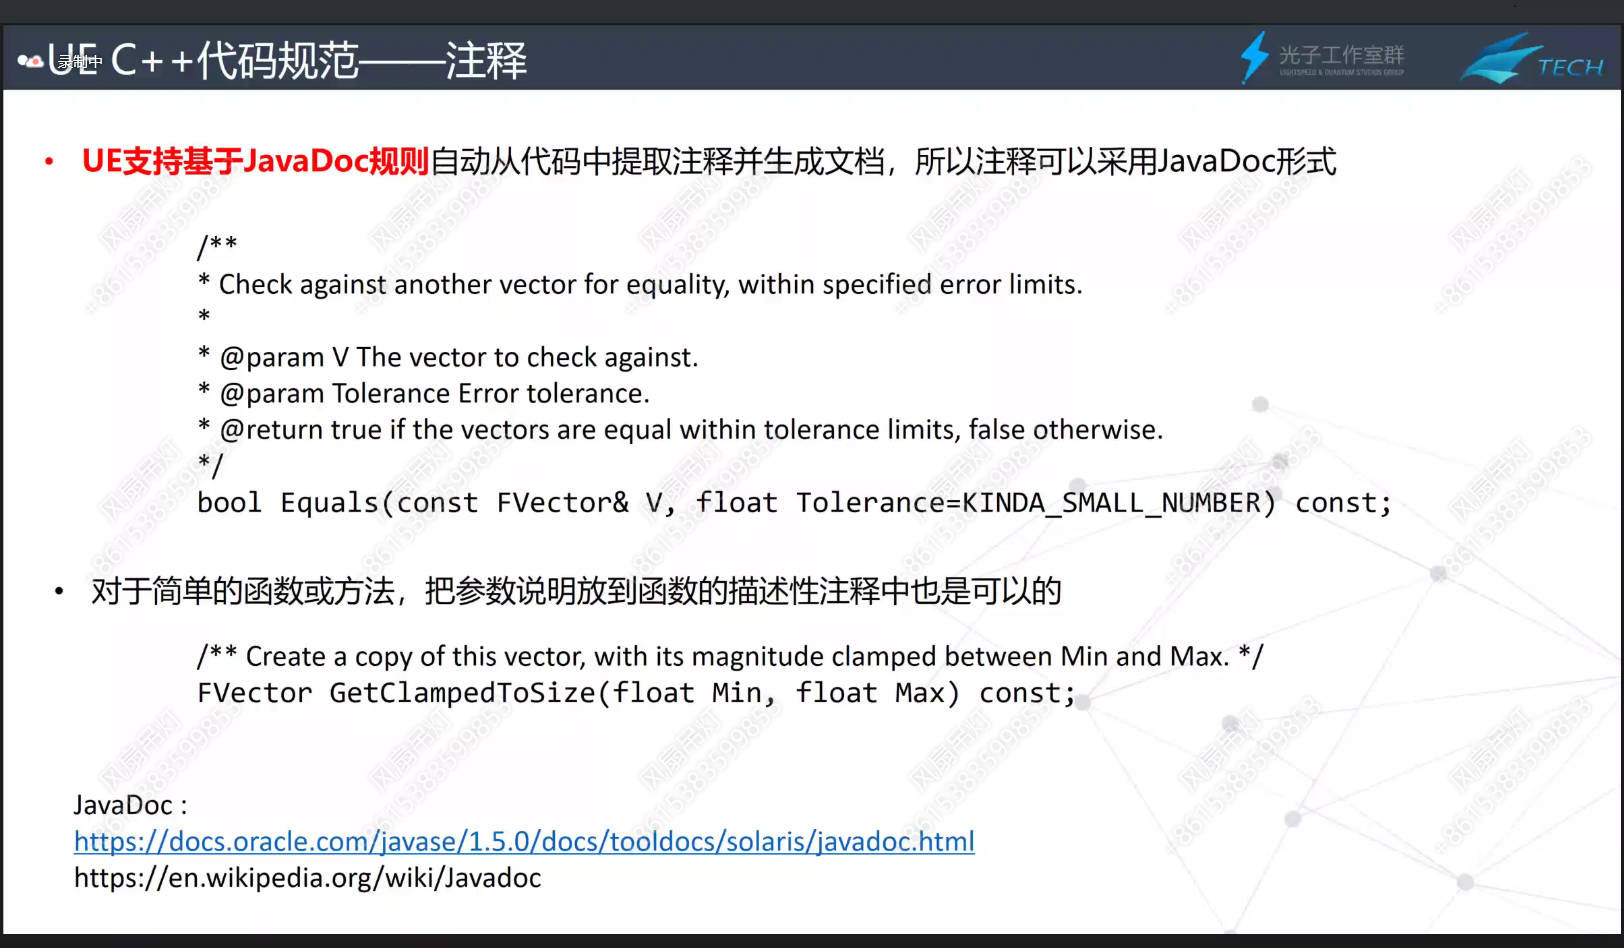 UE C++代码规范——注释
录制中
光子工作室群
LIGHTSPEED & QUANTUM STUDIOS GROUP
TECH
• UE支持基于JavaDoc规则自动从代码中提取注释并生成文档，所以注释可以采用JavaDoc形式
/**
* Check against another vector for equality, within specified error limits.
*
* @param V The vector to check against.
* @param Tolerance Error tolerance.
* @return true if the vectors are equal within tolerance limits, false otherwise.
*/
bool Equals(const FVector& V, float Tolerance=KINDA_SMALL_NUMBER) const;
• 对于简单的函数或方法，把参数说明放到函数的描述性注释中也是可以的
/** Create a copy of this vector, with its magnitude clamped between Min and Max. */
FVector GetClampedToSize(float Min, float Max) const;
JavaDoc :
https://docs.oracle.com/javase/1.5.0/docs/tooldocs/solaris/javadoc.html
https://en.wikipedia.org/wiki/Javadoc
风扇吊灯
+8615383599853